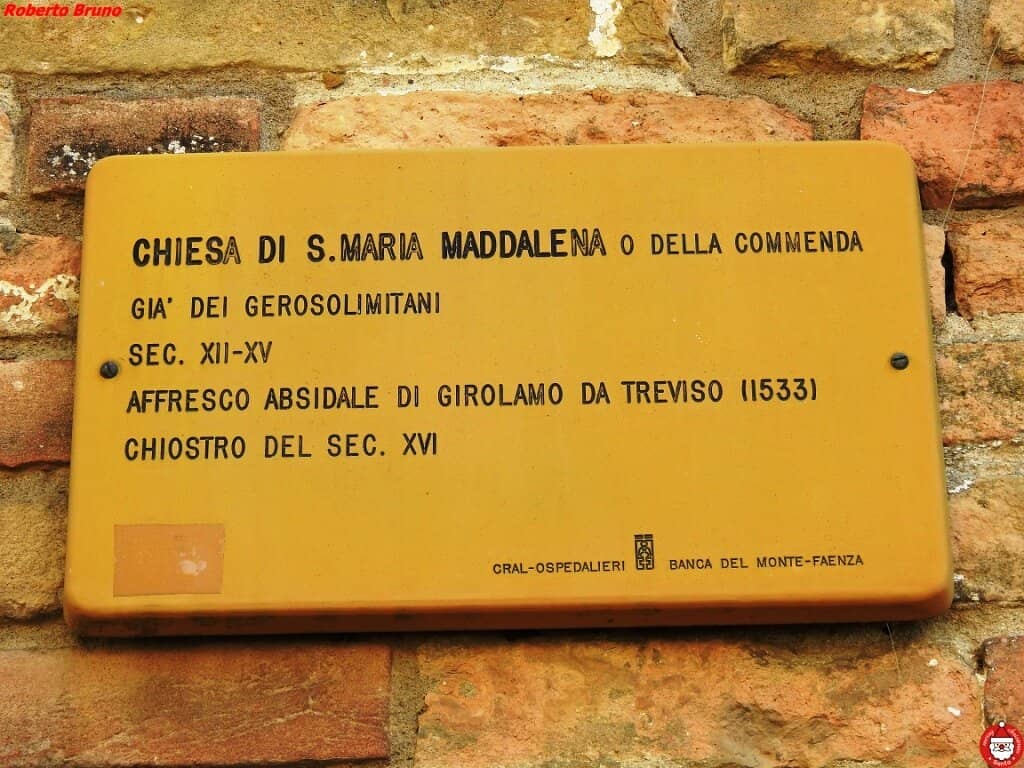 Roberto Bruno
CHIESA DI S.MARIA MADDALENA O DELLA COMMENDA
GIA' DEI GEROSOLIMITANI
SEC. XII-XV
AFFRESCO ABSIDALE DI GIROLAMO DA TREVISO (1533)
CHIOSTRO DEL SEC. XVI
CRAL-OSPEDALIERI BANCA DEL MONTE-FAENZA